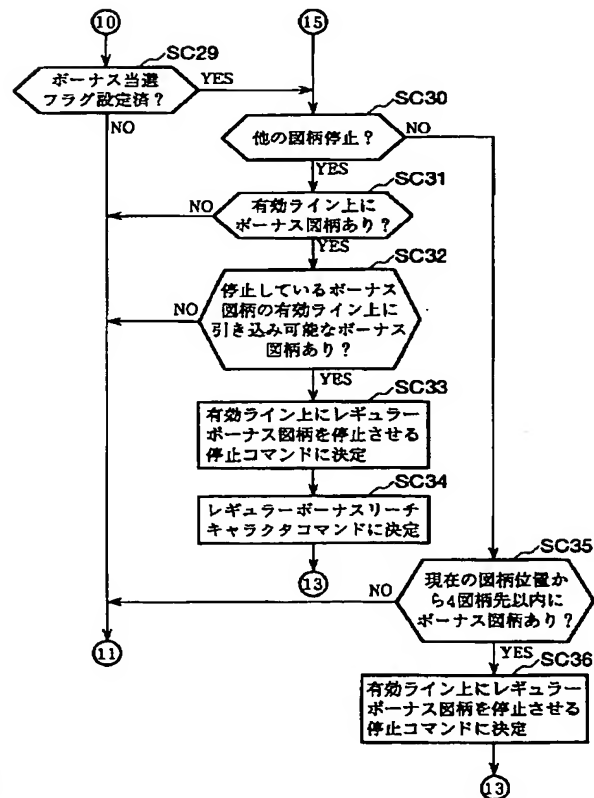 10
15
SC29
ボーナス当選
フラグ設定済？
YES
NO
SC30
他の図柄停止？
NO
YES
SC31
有効ライン上に
ボーナス図柄あり？
NO
YES
SC32
停止しているボーナス
図柄の有効ライン上に
引き込み可能なボーナス
図柄あり？
NO
YES
SC33
有効ライン上にレギュラー
ボーナス図柄を停止させる
停止コマンドに決定
SC34
レギュラーボーナスリーチ
キャラクタコマンドに決定
13
SC35
現在の図柄位置か
ら4図柄先以内に
ボーナス図柄あり？
NO
YES
11
SC36
有効ライン上にレギュラー
ボーナス図柄を停止させる
停止コマンドに決定
13